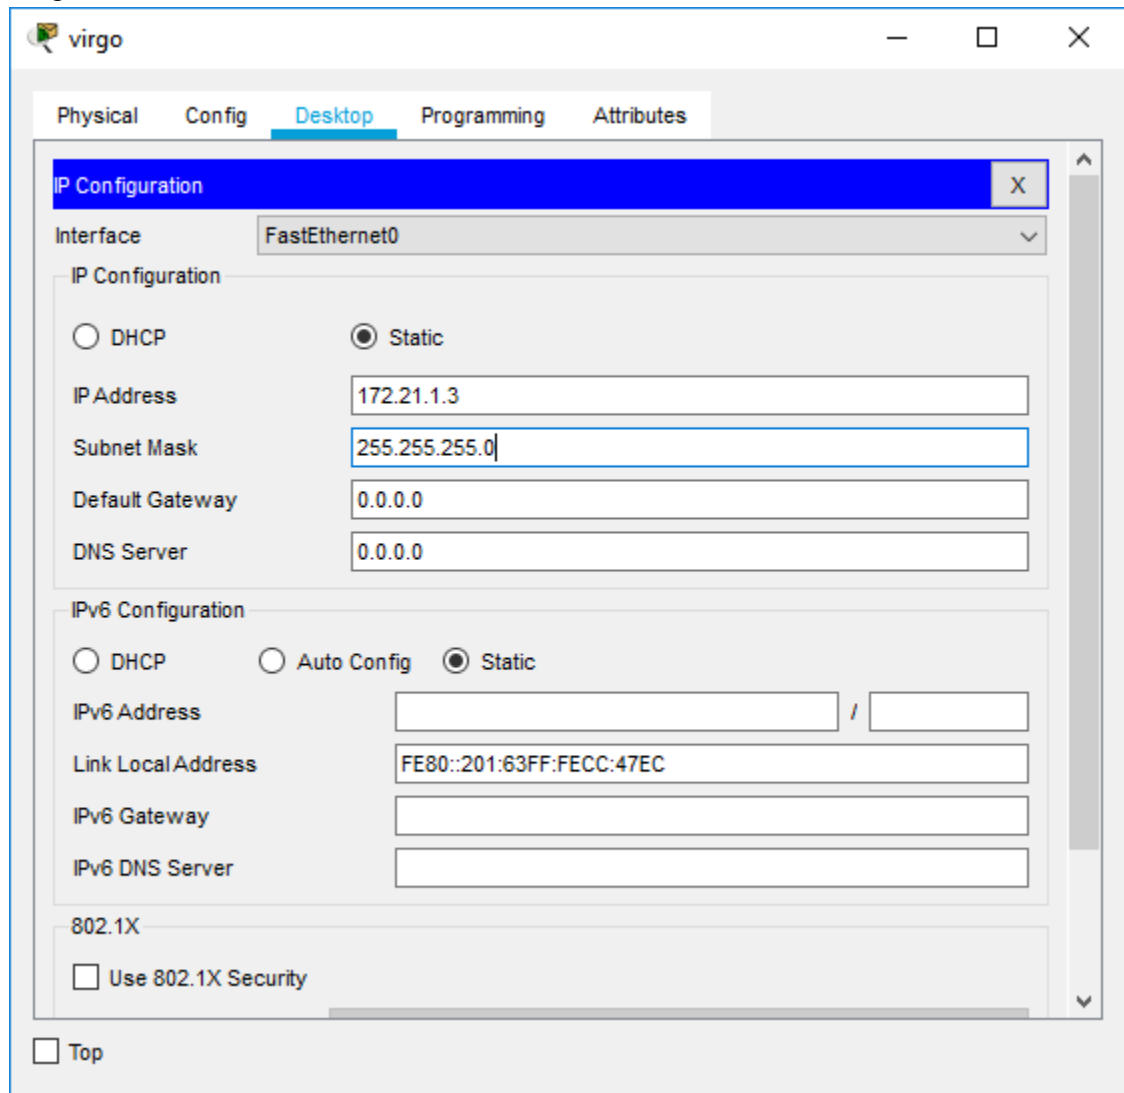 virgo
Physical Config Desktop Programming Attributes
IP Configuration X
Interface FastEthernet0
IP Configuration
DHCP Static
IP Address 172.21.1.3
Subnet Mask 255.255.255.0
Default Gateway 0.0.0.0
DNS Server 0.0.0.0
IPv6 Configuration
DHCP Auto Config Static
IPv6 Address /
Link Local Address FE80::201:63FF:FECC:47EC
IPv6 Gateway
IPv6 DNS Server
802.1X
Use 802.1X Security
Top